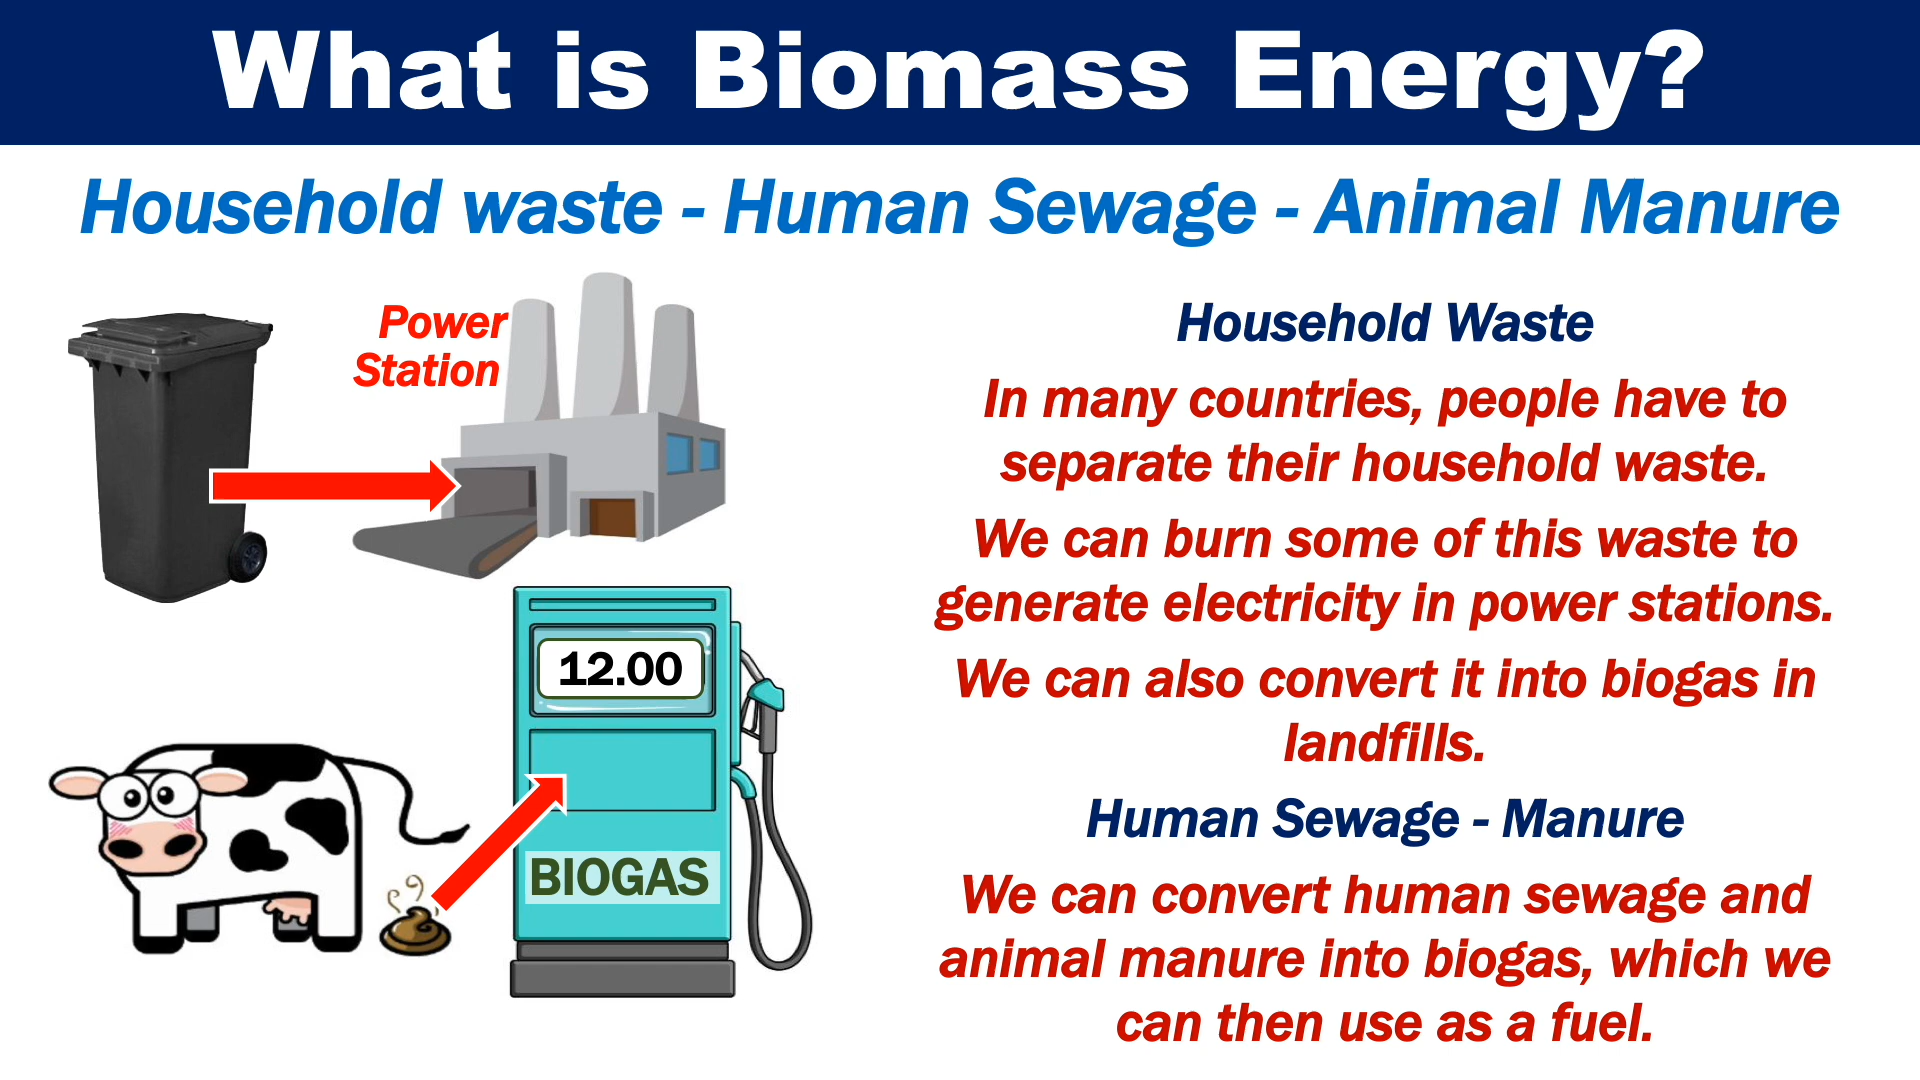 What is Biomass Energy?
Household waste - Human Sewage - Animal Manure
Power
Station
12.00
BIOGAS
Household Waste
In many countries, people have to
separate their household waste.
We can burn some of this waste to
generate electricity in power stations.
We can also convert it into biogas in
landfills.
Human Sewage - Manure
We can convert human sewage and
animal manure into biogas, which we
can then use as a fuel.